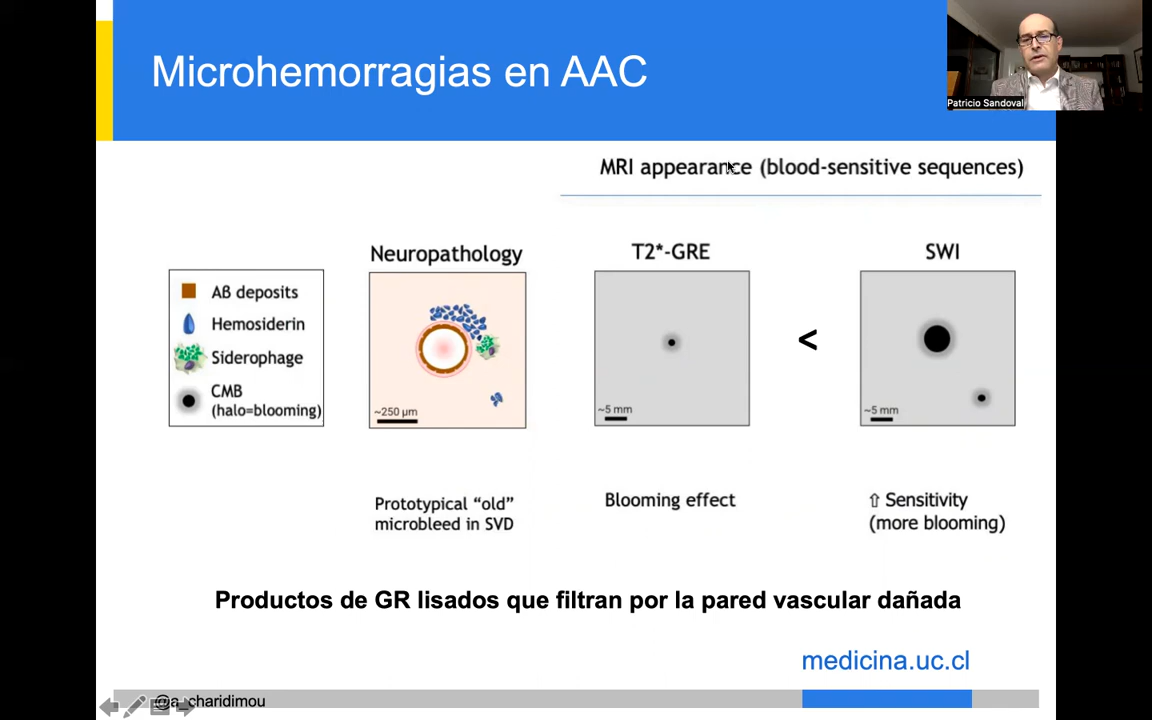 Microhemorragias en AAC
Patricio Sandoval
MRI appearance (blood-sensitive sequences)
Neuropathology
T2*-GRE
SWI
Aβ deposits
Hemosiderin
Siderophage
CMB
(halo=blooming)
~250 µm
~5 mm
<
~5 mm
Prototypical “old”
microbleed in SVD
Blooming effect
⇧ Sensitivity
(more blooming)
Productos de GR lisados que filtran por la pared vascular dañada
medicina.uc.cl
@a_charidimou